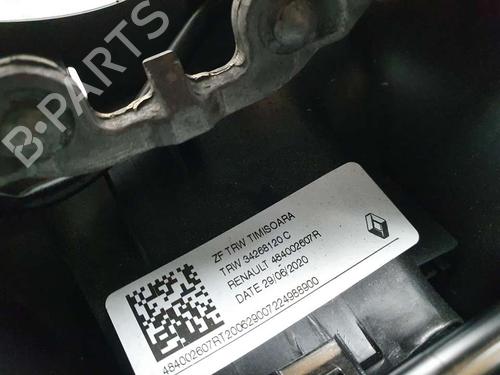 B-PARTS
ZF TRW TIMISOARA
TRW 34268120 C
RENAULT 484002607R
DATE 29/06/2020
484002607RT200629007224988900